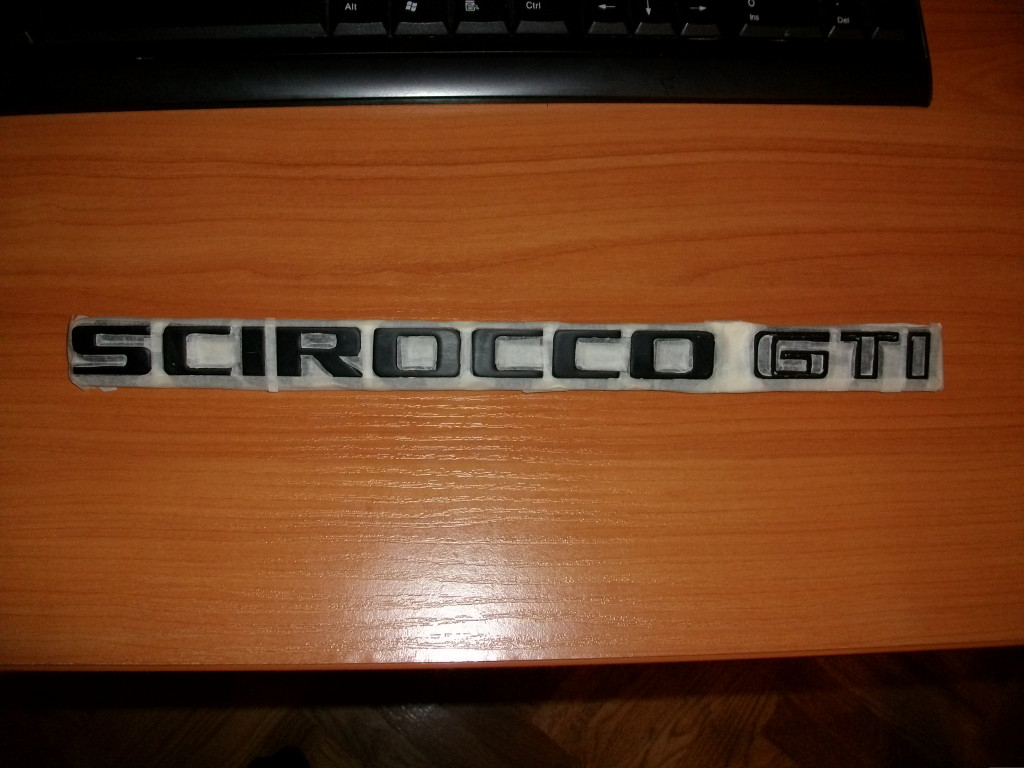 Alt
Ctrl
0
Ins
.
Del
SCIROCCO GTI